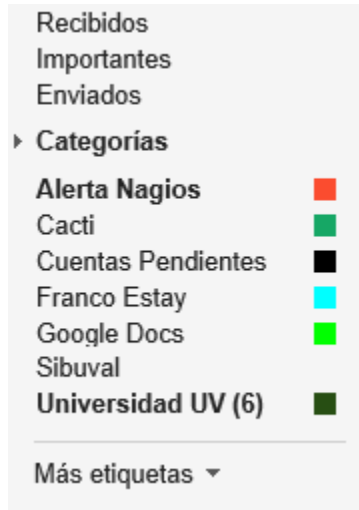 Recibidos
Importantes
Enviados
Categorías
Alerta Nagios
Cacti
Cuentas Pendientes
Franco Estay
Google Docs
Sibuval
Universidad UV (6)
Más etiquetas